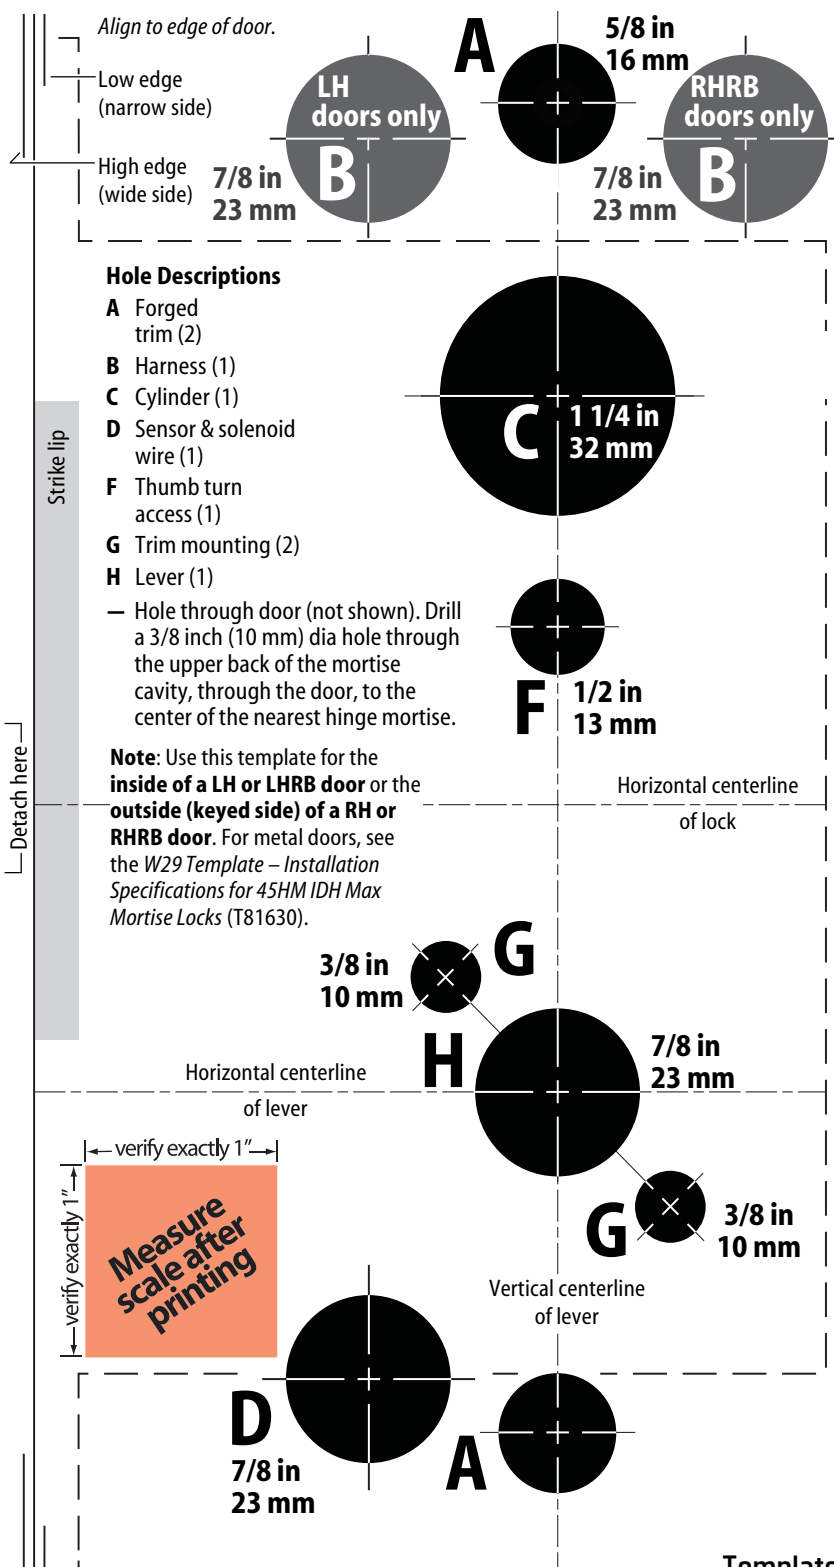 Align to edge of door.
Low edge
(narrow side)
High edge
(wide side)
LH
doors only
B
7/8 in
23 mm
A
5/8 in
16 mm
RHRB
doors only
B
7/8 in
23 mm
Hole Descriptions
A Forged
trim (2)
B Harness (1)
C Cylinder (1)
D Sensor & solenoid
wire (1)
F Thumb turn
access (1)
G Trim mounting (2)
H Lever (1)
— Hole through door (not shown). Drill
a 3/8 inch (10 mm) dia hole through
the upper back of the mortise
cavity, through the door, to the
center of the nearest hinge mortise.
Note: Use this template for the
inside of a LH or LHRB door or the
outside (keyed side) of a RH or
RHRB door. For metal doors, see
the W29 Template – Installation
Specifications for 45HM IDH Max
Mortise Locks (T81630).
Strike lip
Detach here
C
1 1/4 in
32 mm
F
1/2 in
13 mm
Horizontal centerline
of lock
G
3/8 in
10 mm
H
7/8 in
23 mm
Horizontal centerline
of lever
verify exactly 1"
verify exactly 1"
Measure
scale after
printing
G
3/8 in
10 mm
Vertical centerline
of lever
D
7/8 in
23 mm
A
Template